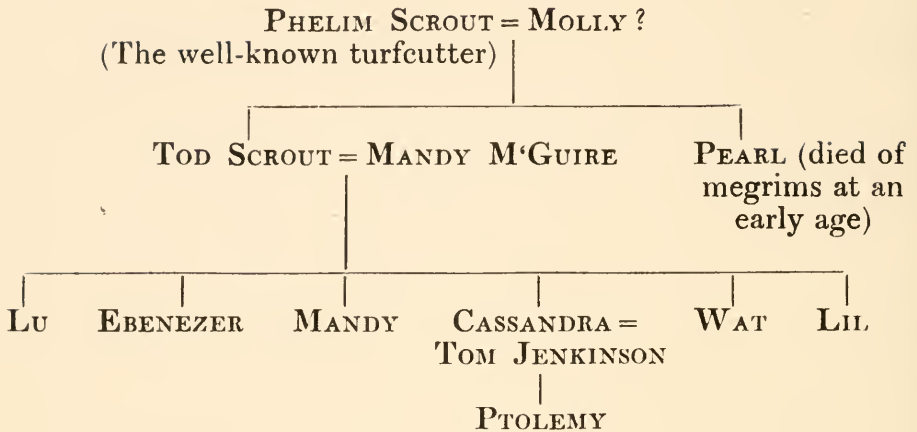 PHELIM SCROUT = MOLLY ?
(The well-known turfcutter)
TOD SCROUT = MANDY M‘GUIRE
PEARL (died of
megrims at an
early age)
LU EBENEZER MANDY CASSANDRA = WAT LIL
TOM JENKINSON
PTOLEMY